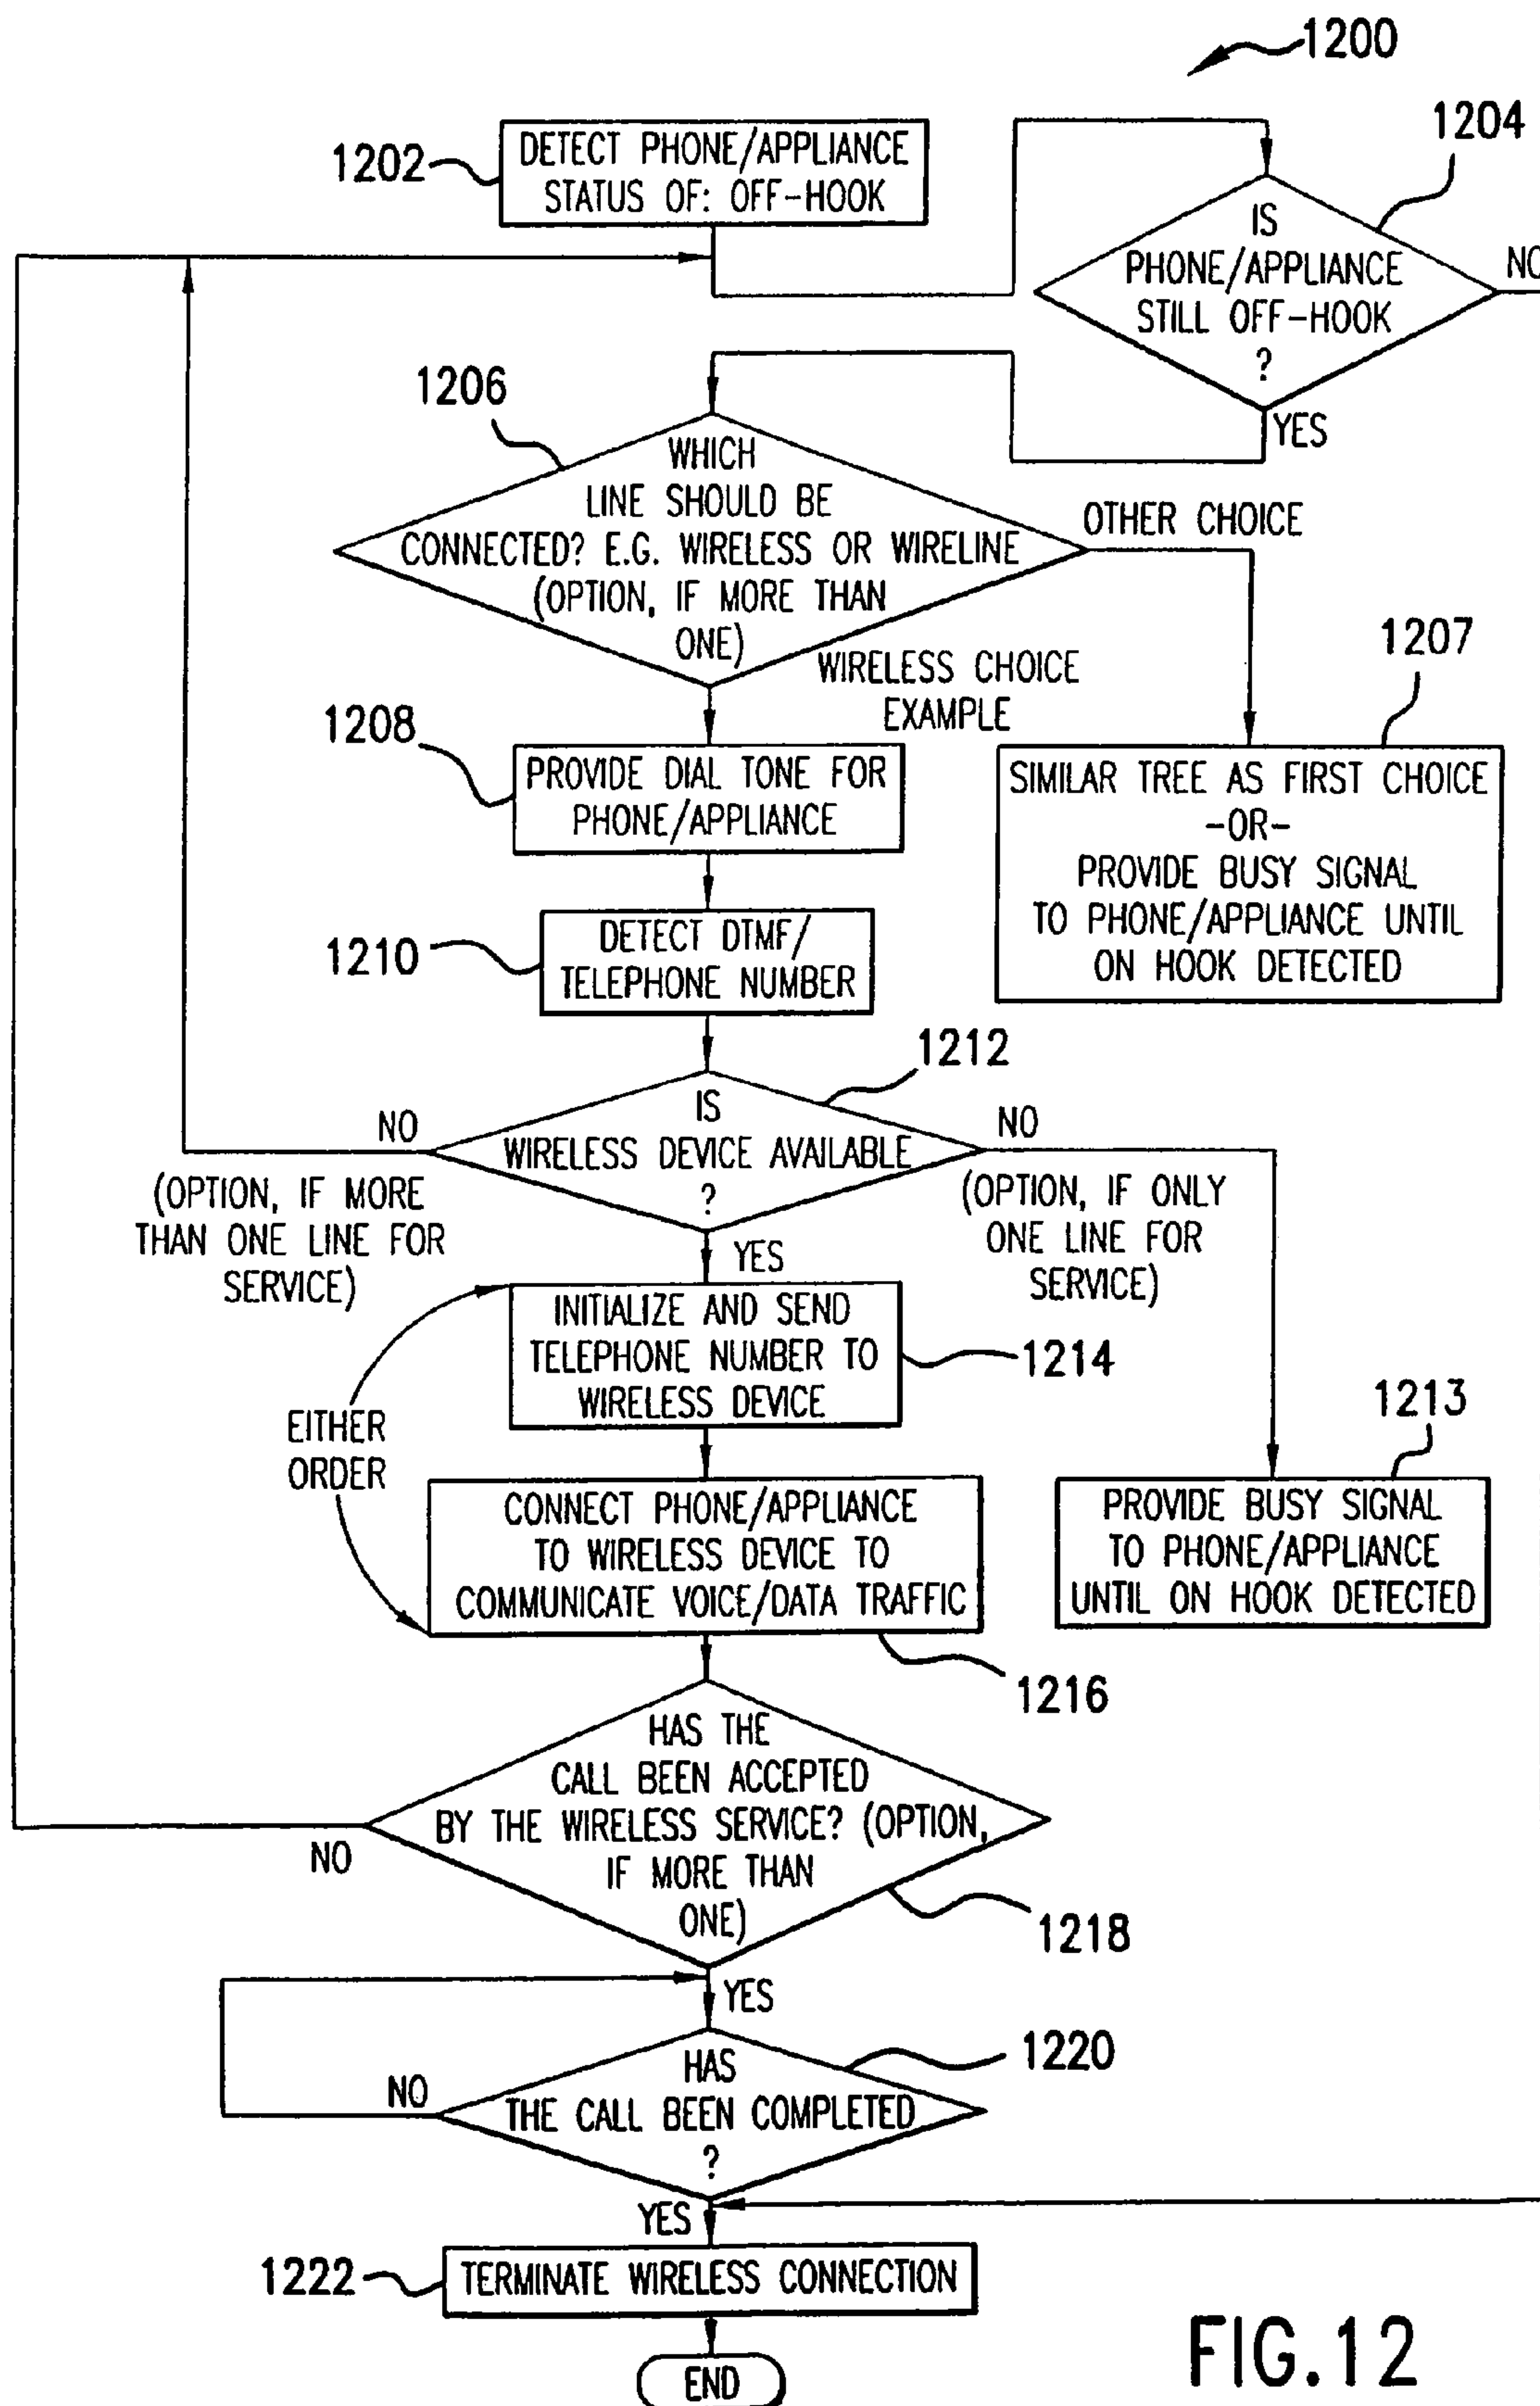 1200
1202
DETECT PHONE/APPLIANCE
STATUS OF: OFF-HOOK
1204
IS
PHONE/APPLIANCE
STILL OFF-HOOK
?
NO
YES
1206
WHICH
LINE SHOULD BE
CONNECTED? E.G. WIRELESS OR WIRELINE
(OPTION, IF MORE THAN
ONE)
OTHER CHOICE
WIRELESS CHOICE
EXAMPLE
1207
SIMILAR TREE AS FIRST CHOICE
-OR-
PROVIDE BUSY SIGNAL
TO PHONE/APPLIANCE UNTIL
ON HOOK DETECTED
1208
PROVIDE DIAL TONE FOR
PHONE/APPLIANCE
1210
DETECT DTMF/
TELEPHONE NUMBER
1212
IS
WIRELESS DEVICE AVAILABLE
?
NO
(OPTION, IF MORE
THAN ONE LINE FOR
SERVICE)
NO
(OPTION, IF ONLY
ONE LINE FOR
SERVICE)
YES
INITIALIZE AND SEND
TELEPHONE NUMBER TO
WIRELESS DEVICE
1214
EITHER
ORDER
1213
PROVIDE BUSY SIGNAL
TO PHONE/APPLIANCE
UNTIL ON HOOK DETECTED
CONNECT PHONE/APPLIANCE
TO WIRELESS DEVICE TO
COMMUNICATE VOICE/DATA TRAFFIC
1216
HAS THE
CALL BEEN ACCEPTED
BY THE WIRELESS SERVICE? (OPTION,
IF MORE THAN
ONE)
NO
1218
YES
HAS
THE CALL BEEN COMPLETED
?
1220
NO
YES
1222
TERMINATE WIRELESS CONNECTION
END
FIG.12